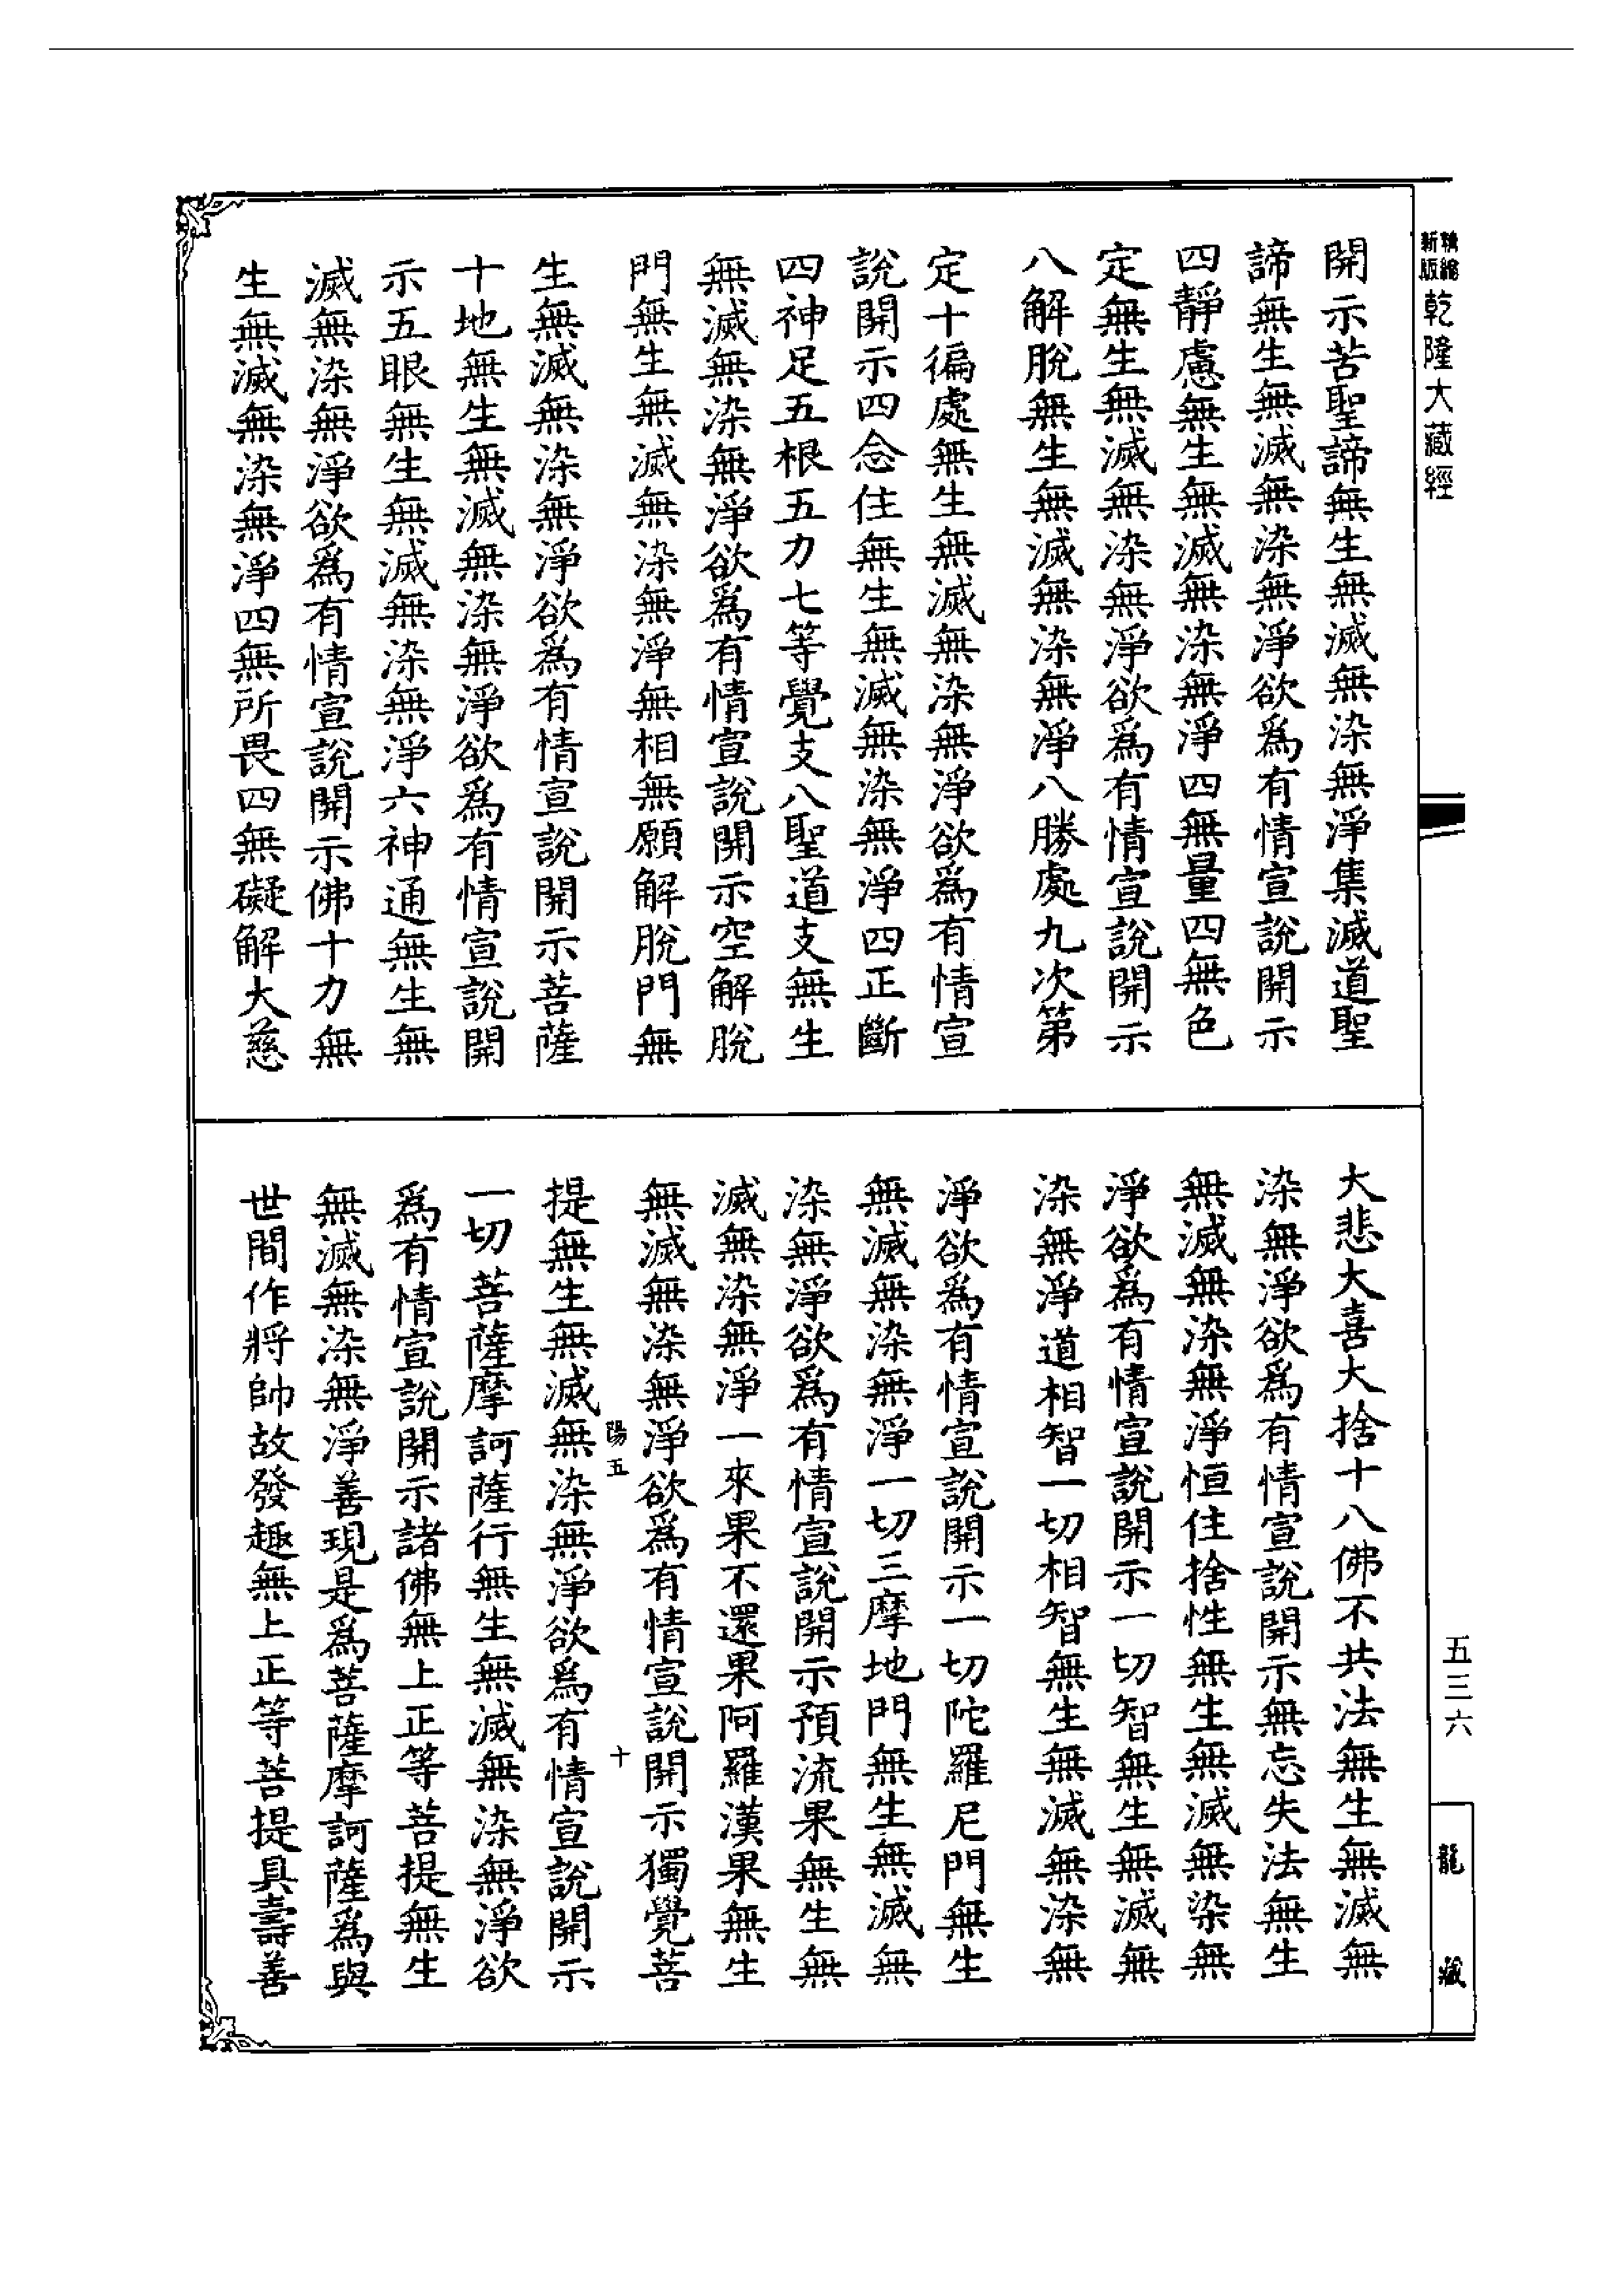 新編縮版乾隆大藏經
開示苦聖諦無生無滅無染無淨集滅道聖
諦無生無滅無染無淨欲爲有情宣說開示
四靜慮無生無滅無染無淨四無量四無色
定無生無滅無染無淨欲爲有情宣說開示
八解脫無生無滅無染無淨八勝處九次第
定十徧處無生無滅無染無淨欲爲有情宣
說開示四念住無生無滅無染無淨四正斷
四神足五根五力七等覺支八聖道支無生
無滅無染無淨欲爲有情宣說開示空解脫
門無生無滅無染無淨無相無願解脫門無
生無滅無染無淨欲爲有情宣說開示菩薩
十地無生無滅無染無淨欲爲有情宣說開
示五眼無生無滅無染無淨六神通無生無
滅無染無淨欲爲有情宣說開示佛十力無
生無滅無染無淨四無所畏四無礙解大慈
大悲大喜大捨十八佛不共法無生無滅無
染無淨欲爲有情宣說開示無忘失法無生
無滅無染無淨恒住捨性無生無滅無染無
淨欲爲有情宣說開示一切智無生無滅無
染無淨道相智一切相智無生無滅無染無
淨欲爲有情宣說開示一切陀羅尼門無生
無滅無染無淨一切三摩地門無生無滅無
染無淨欲爲有情宣說開示預流果無生無
滅無染無淨一來果不還果阿羅漢果無生
無滅無染無淨欲爲有情宣說開示獨覺菩
陽五 十
提無生無滅無染無淨欲爲有情宣說開示
一切菩薩摩訶薩行無生無滅無染無淨欲
爲有情宣說開示諸佛無上正等菩提無生
無滅無染無淨善現是爲菩薩摩訶薩爲與
世間作將帥故發趣無上正等菩提具壽善
五三六
龍藏